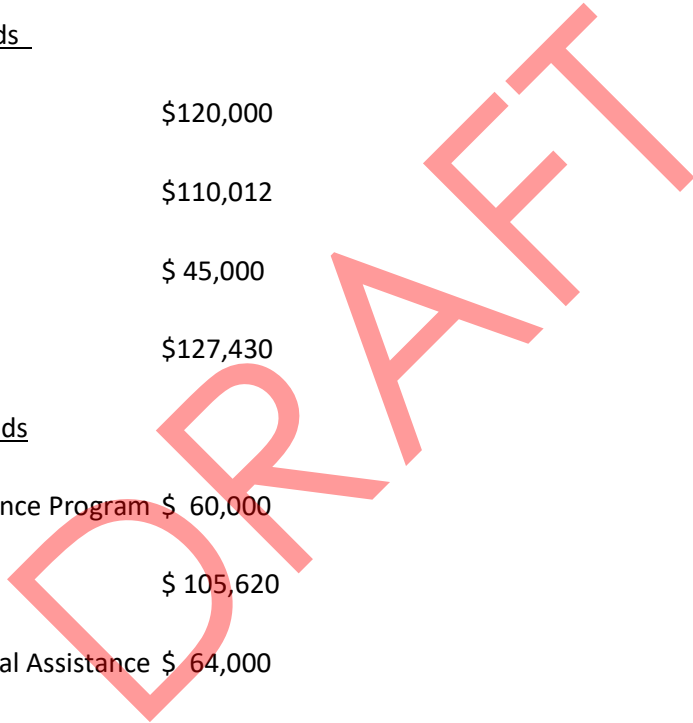 ds
$120,000
$110,012
$ 45,000
$127,430
ds
nce Program $ 60,000
$ 105,620
al Assistance $ 64,000
DRAFT